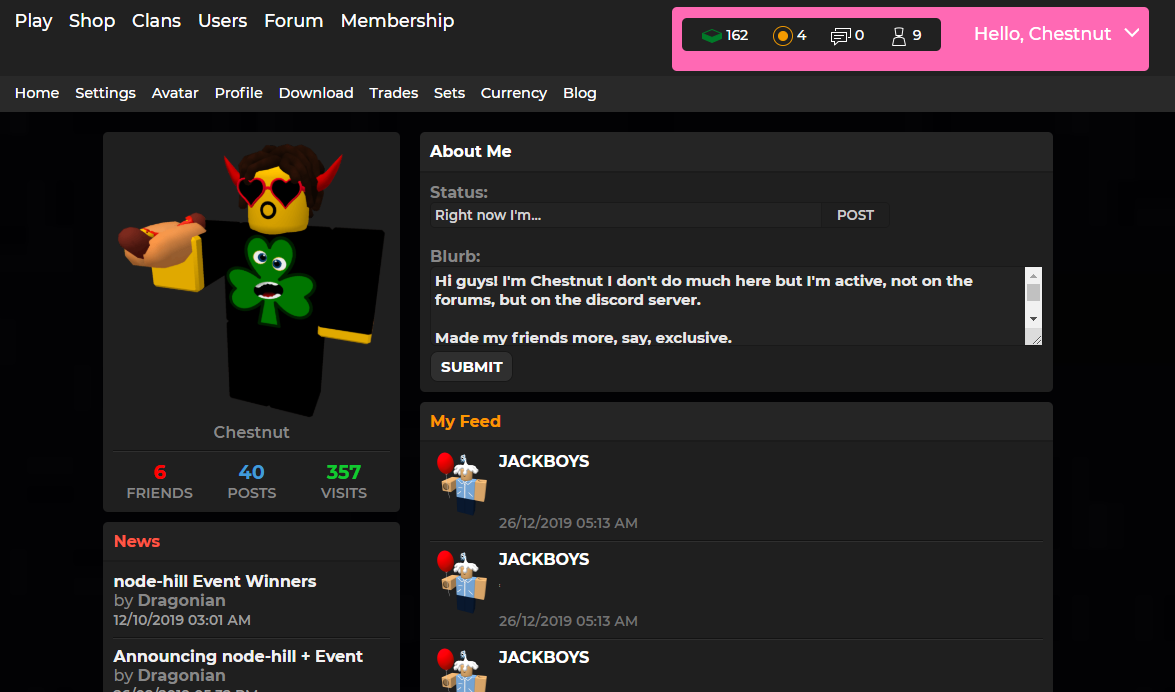 Play Shop Clans Users Forum Membership
162 4 0 9
Hello, Chestnut
Home Settings Avatar Profile Download Trades Sets Currency Blog
Chestnut
6 40 357
FRIENDS POSTS VISITS
News
node-hill Event Winners
by Dragonian
12/10/2019 03:01 AM
Announcing node-hill + Event
by Dragonian
About Me
Status:
Right now I'm...
POST
Blurb:
Hi guys! I'm Chestnut I don't do much here but I'm active, not on the
forums, but on the discord server.
Made my friends more, say, exclusive.
SUBMIT
My Feed
JACKBOYS
26/12/2019 05:13 AM
JACKBOYS
.
26/12/2019 05:13 AM
JACKBOYS